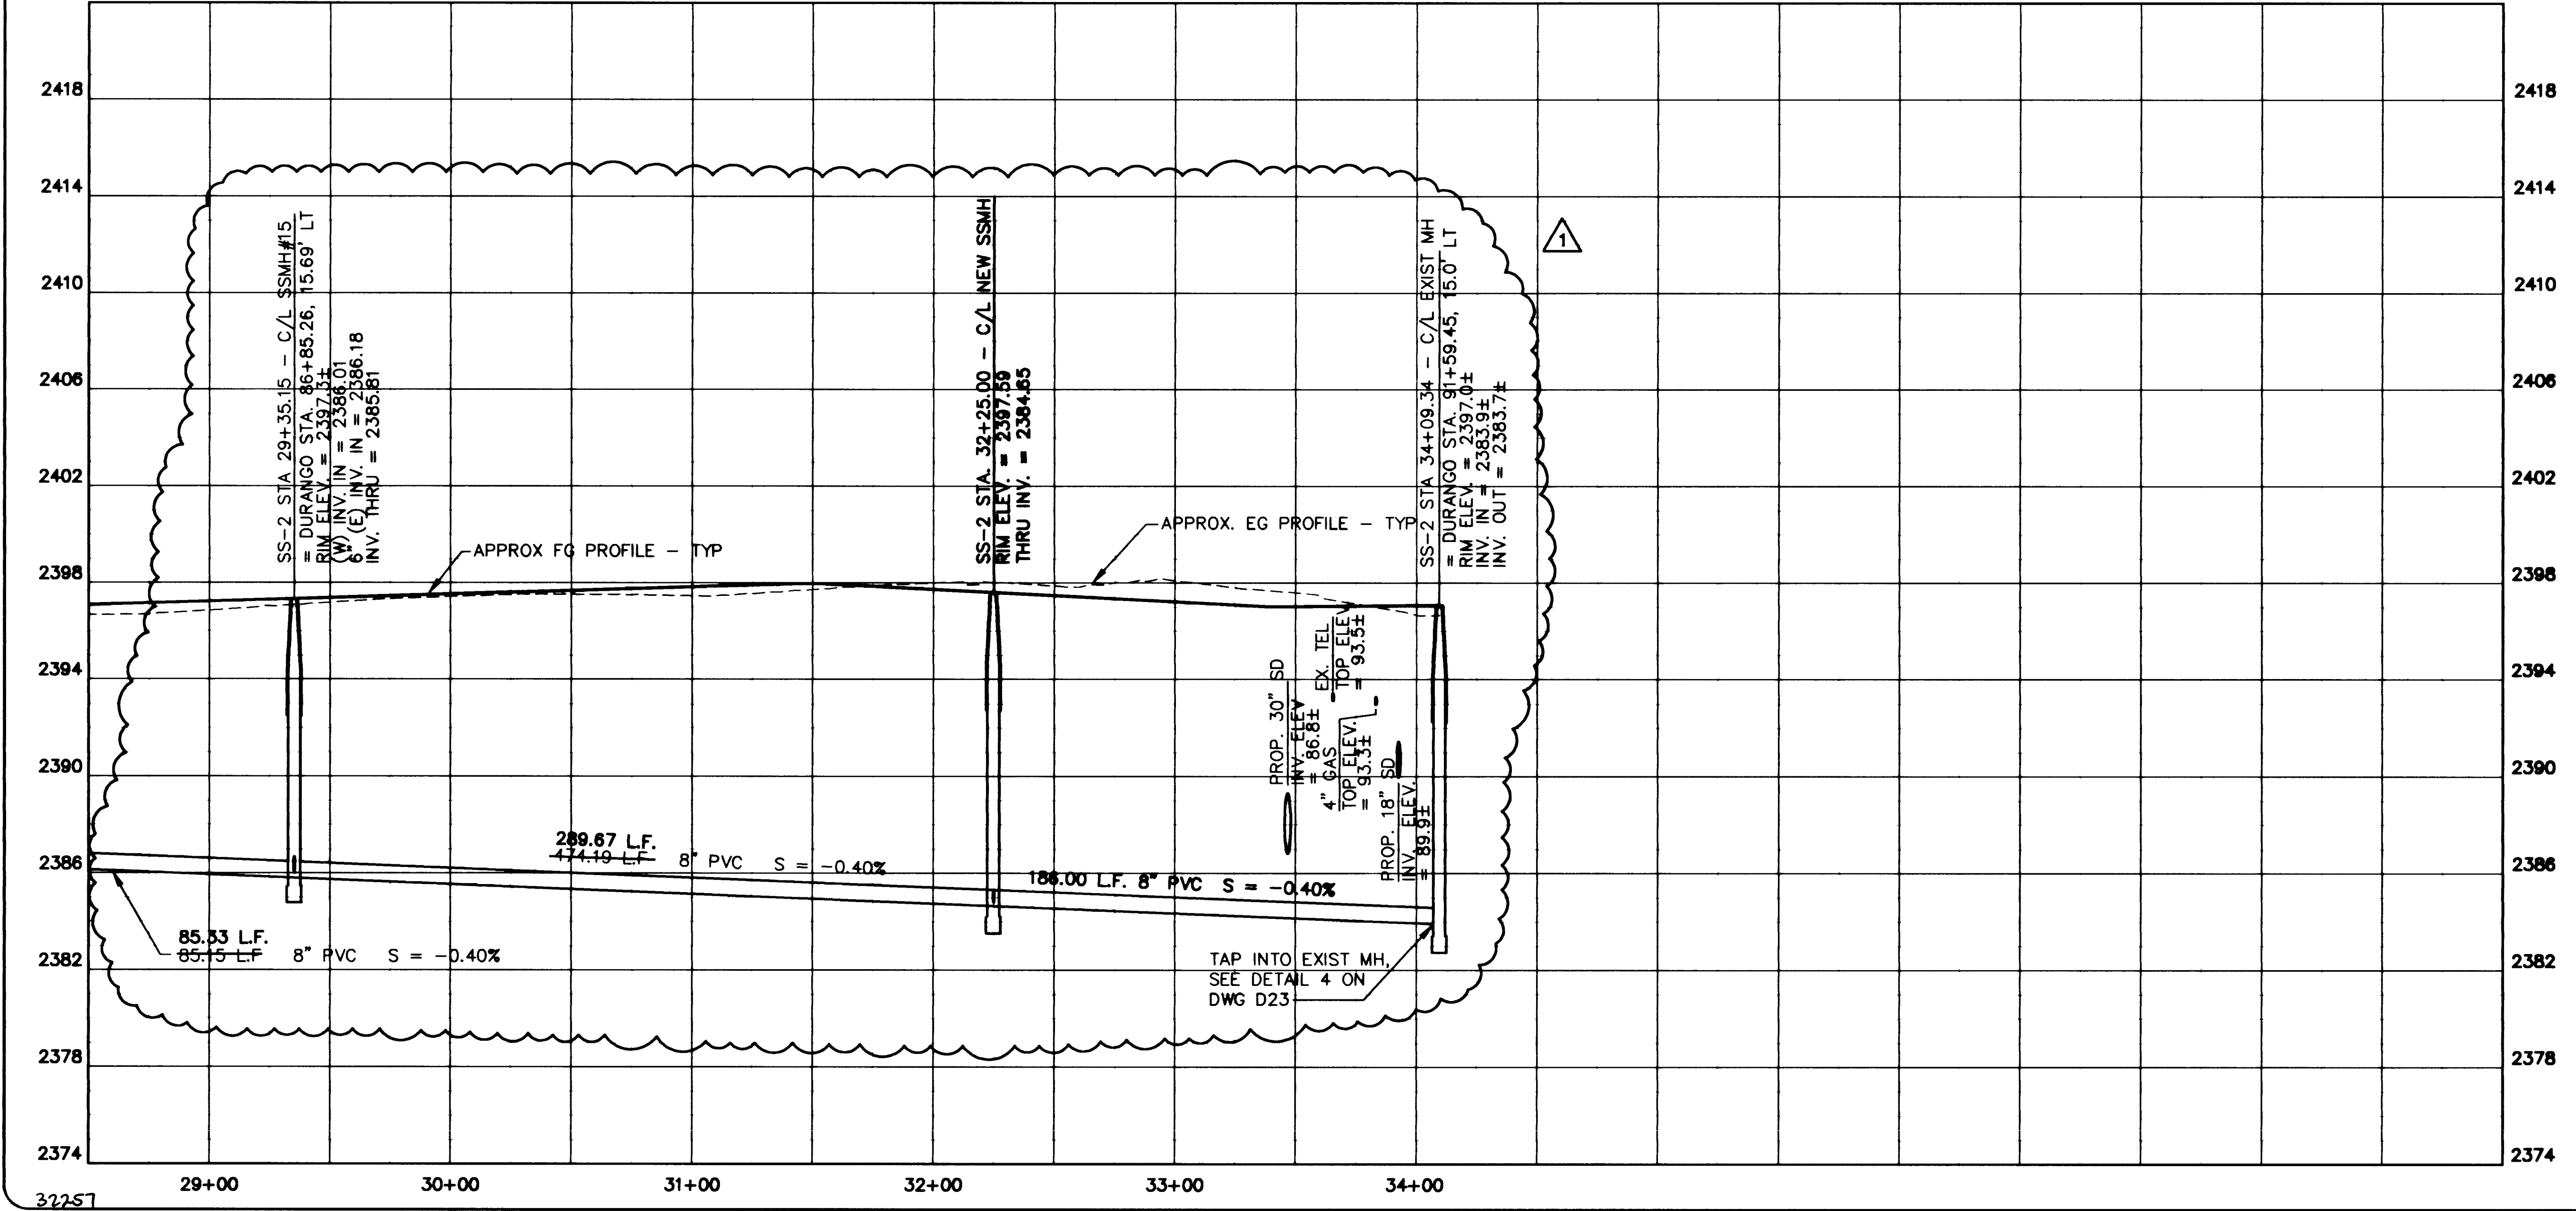 2418
2418
2414
2414
2410
2410
2406
2406
2402
2402
2398
2398
2394
2394
2390
2390
2386
2386
2382
2382
2378
2378
2374
2374
SS-2 STA 29+35.15 - C/L SSMH#15
= DURANGO STA. 86+85.26, 15.69' LT
RIM ELEV. = 2397.3±
(W) INV. IN = 2386.01
6" (E) INV. IN = 2386.18
INV. THRU = 2385.81
SS-2 STA. 32+25.00 - C/L NEW SSMH
RIM ELEV. = 2397.59
THRU INV. = 2384.65
SS-2 STA 34+09.34 - C/L EXIST MH
= DURANGO STA. 91+59.45, 15.0' LT
RIM ELEV. = 2397.0±
INV. IN = 2383.9±
INV. OUT = 2383.7±
1
APPROX FG PROFILE - TYP
APPROX. EG PROFILE - TYP
PROP. 30" SD
INV. ELEV
= 86.8±
EX. TEL
TOP ELEV
= 93.5±
4" GAS
TOP ELEV.
= 93.3±
PROP. 18" SD
INV. ELEV.
= 89.9±
289.67 L.F.
474.19 L.F 8" PVC S = -0.40%
186.00 L.F. 8" PVC S = -0.40%
85.33 L.F.
85.15 L.F 8" PVC S = -0.40%
TAP INTO EXIST MH,
SEE DETAIL 4 ON
DWG D23
29+00 30+00 31+00 32+00 33+00 34+00
32257